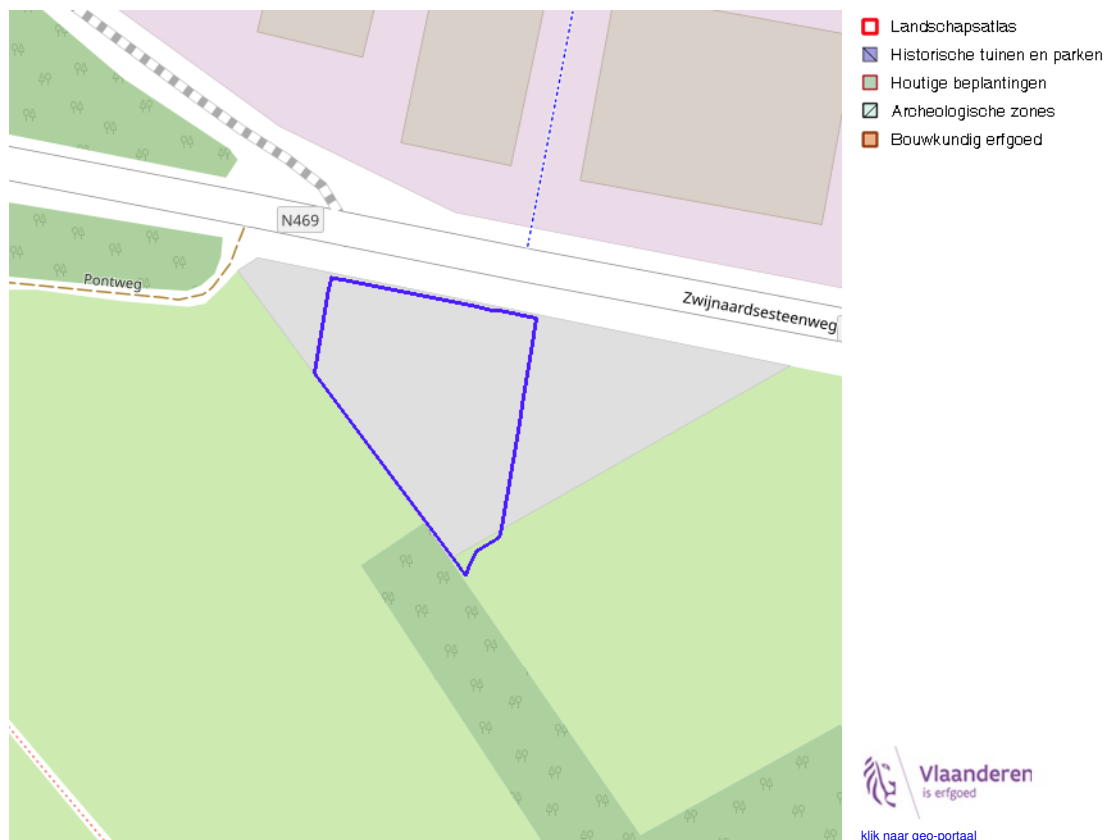 N469
Pontweg
Zwijnaardsesteenweg
Landschapsatlas
Historische tuinen en parken
Houtige beplantingen
Archeologische zones
Bouwkundig erfgoed
Vlaanderen
is erfgoed
klik naar geo-portaal